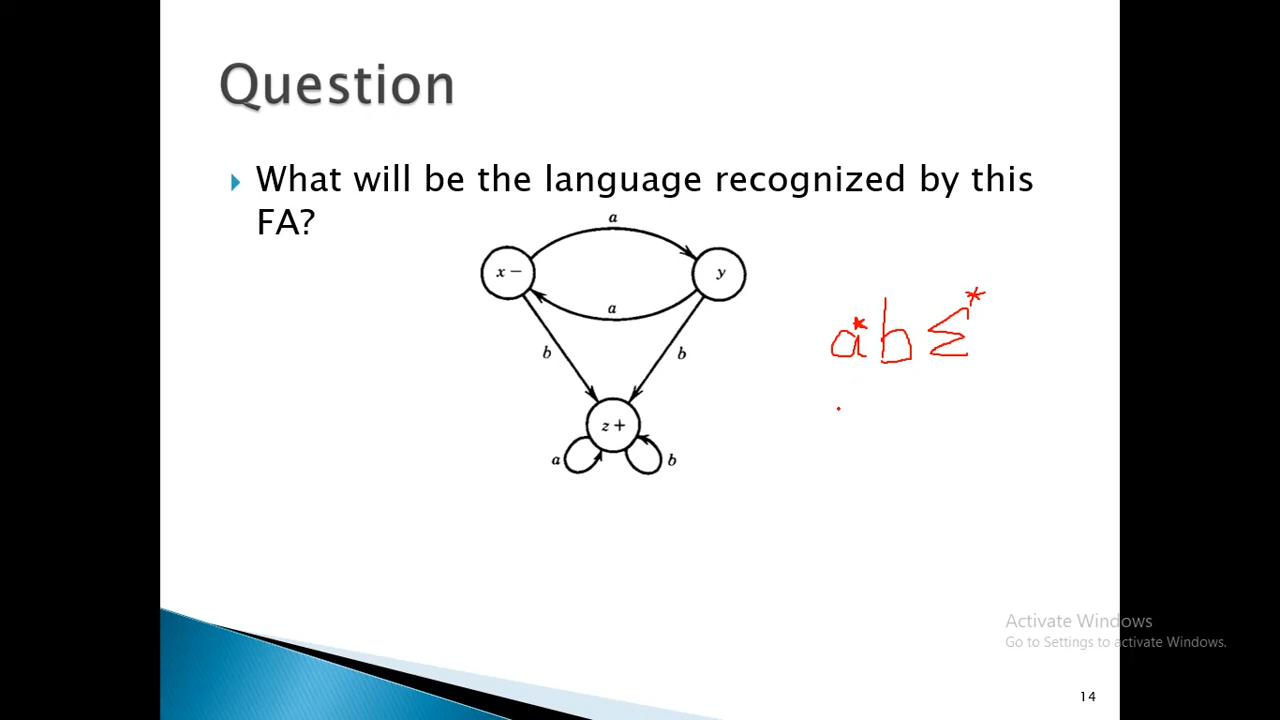 Question
What will be the language recognized by this
FA?
a
x − y
a
b b
z +
a b
a* b Σ*
Activate Windows
Go to Settings to activate Windows.
14